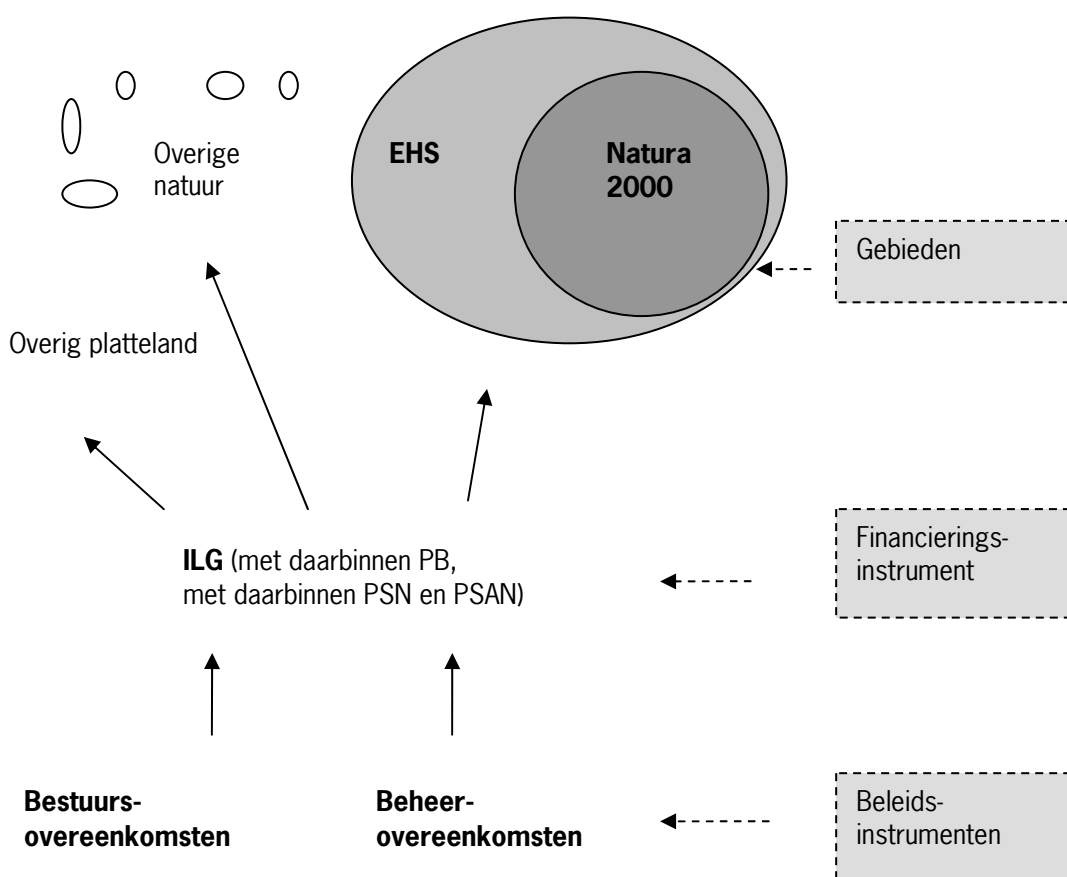 Overige
natuur
EHS
Natura
2000
Gebieden
Overig platteland
ILG (met daarbinnen PB,
met daarbinnen PSN en PSAN)
Financierings-
instrument
Bestuurs-
overeenkomsten
Beheer-
overeenkomsten
Beleids-
instrumenten